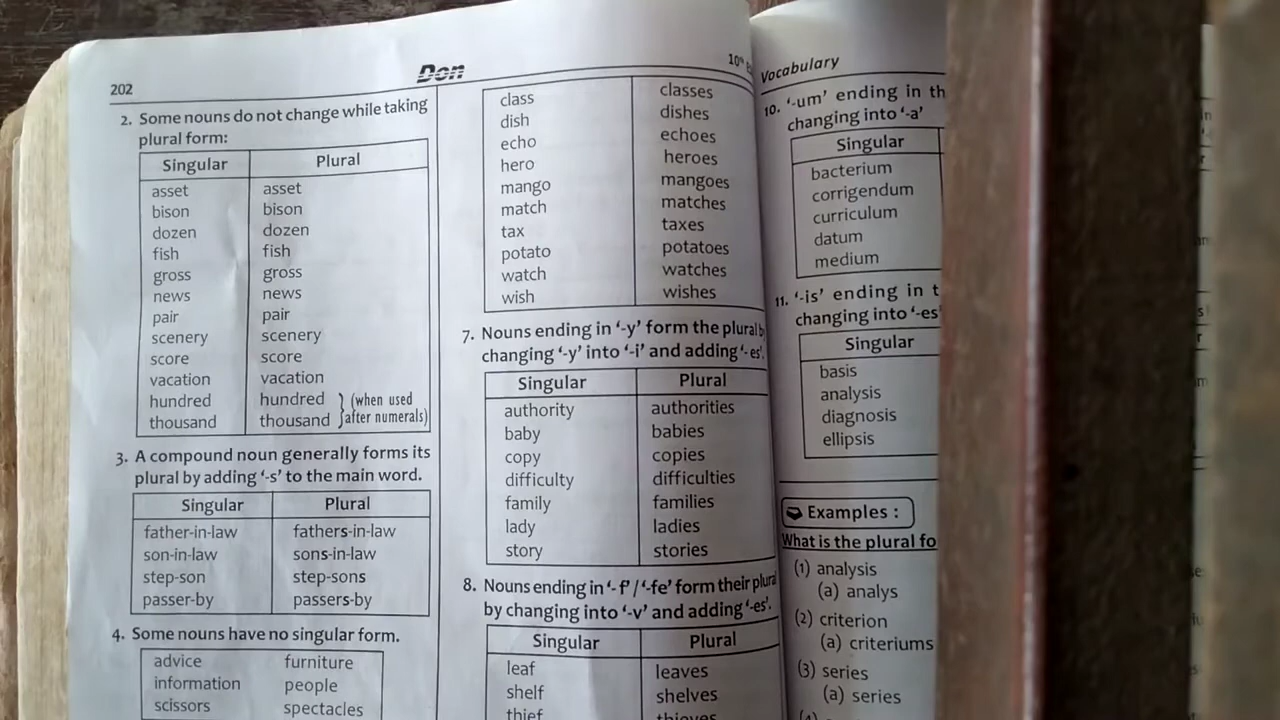 202
Don
10th
2. Some nouns do not change while taking
plural form:
Singular Plural
asset asset
bison bison
dozen dozen
fish fish
gross gross
news news
pair pair
scenery scenery
score score
vacation vacation
hundred hundred (when used
thousand thousand after numerals)
3. A compound noun generally forms its
plural by adding '-s' to the main word.
Singular Plural
father-in-law fathers-in-law
son-in-law sons-in-law
step-son step-sons
passer-by passers-by
4. Some nouns have no singular form.
advice furniture
information people
scissors spectacles
class classes
dish dishes
echo echoes
hero heroes
mango mangoes
match matches
tax taxes
potato potatoes
watch watches
wish wishes
7. Nouns ending in '-y' form the plural
changing '-y' into '-i' and adding '-es'.
Singular Plural
authority authorities
baby babies
copy copies
difficulty difficulties
family families
lady ladies
story stories
8. Nouns ending in '-f' / '-fe' form their plural
by changing into '-v' and adding '-es'.
Singular Plural
leaf leaves
shelf shelves
thief thieves
Vocabulary
10. '-um' ending in th
changing into '-a'
Singular
bacterium
corrigendum
curriculum
datum
medium
11. '-is' ending in t
changing into '-es'
Singular
basis
analysis
diagnosis
ellipsis
Examples :
What is the plural fo
(1) analysis
(a) analys
(2) criterion
(a) criteriums
(3) series
(a) series